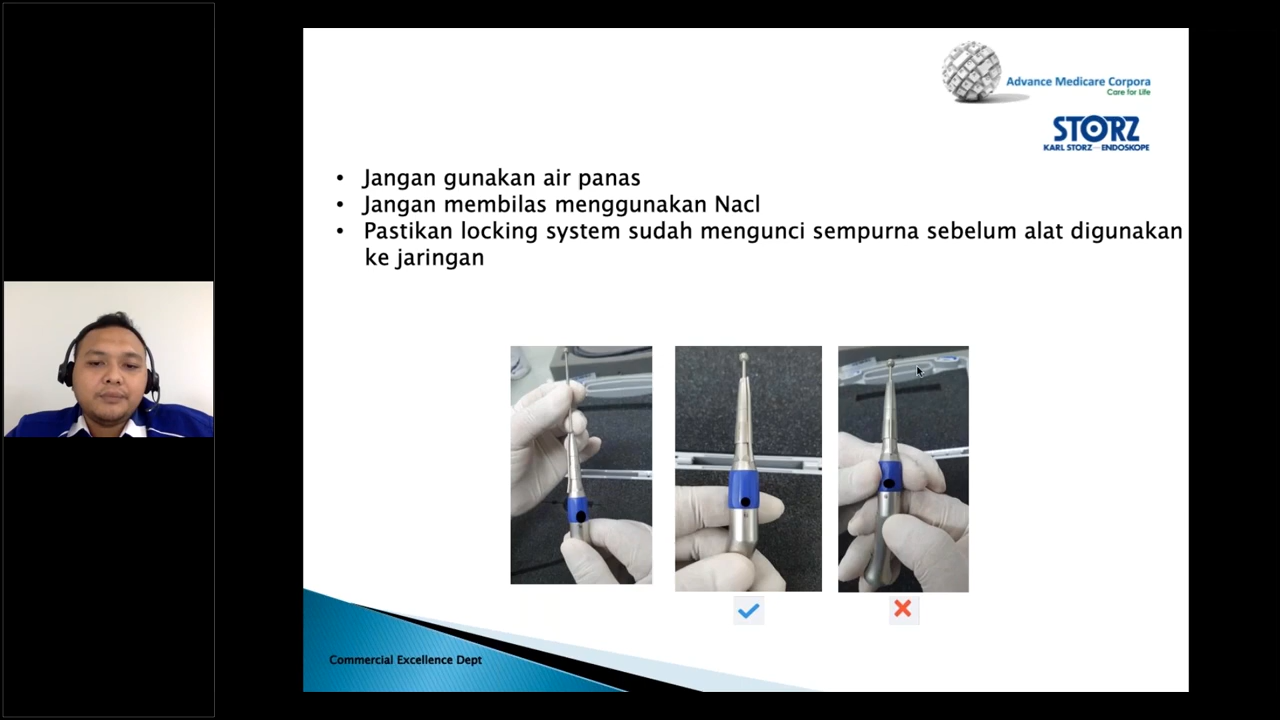 Advance Medicare Corpora
Care for Life
STORZ
KARL STORZ—ENDOSKOPE
• Jangan gunakan air panas
• Jangan membilas menggunakan Nacl
• Pastikan locking system sudah mengunci sempurna sebelum alat digunakan
ke jaringan
Commercial Excellence Dept